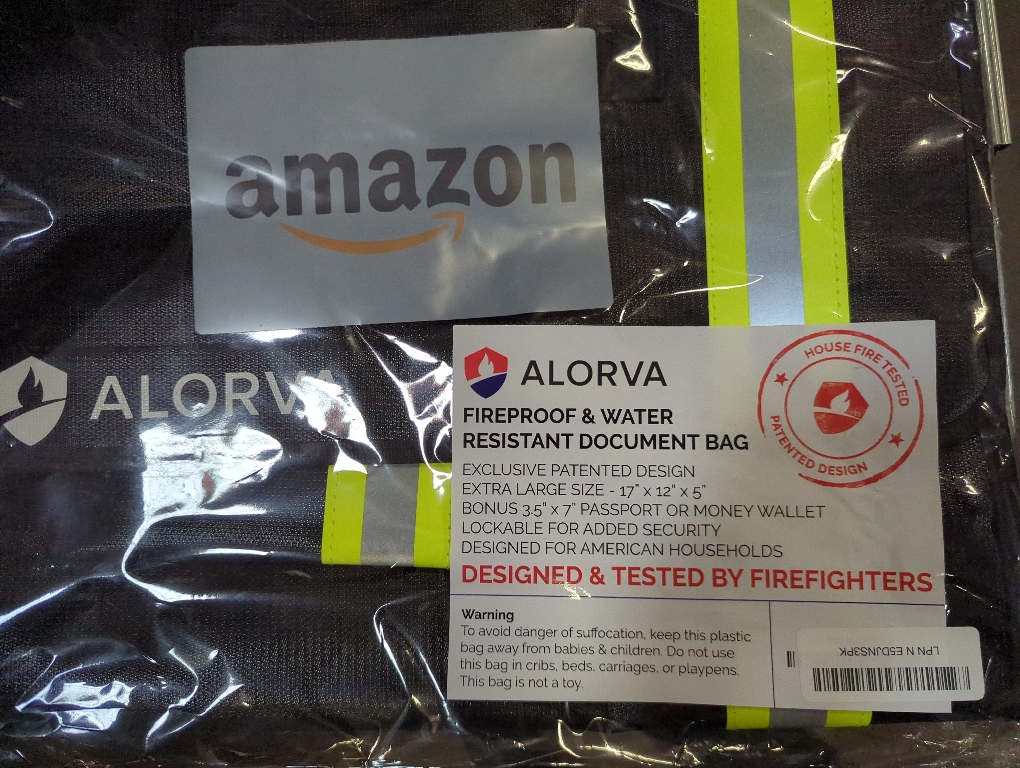 amazon
ALORVA
ALORVA
FIREPROOF & WATER
RESISTANT DOCUMENT BAG
HOUSE FIRE TESTED
PATENTED DESIGN
EXCLUSIVE PATENTED DESIGN
EXTRA LARGE SIZE - 17" x 12" x 5"
BONUS 3.5" x 7" PASSPORT OR MONEY WALLET
LOCKABLE FOR ADDED SECURITY
DESIGNED FOR AMERICAN HOUSEHOLDS
DESIGNED & TESTED BY FIREFIGHTERS
Warning
To avoid danger of suffocation, keep this plastic
bag away from babies & children. Do not use
this bag in cribs, beds, carriages, or playpens.
This bag is not a toy.
LPN E50JNS3PK